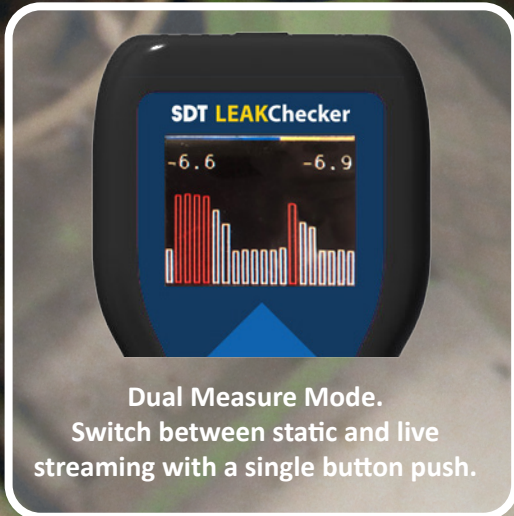 SDT LEAKChecker
-6.6 -6.9
Dual Measure Mode.
Switch between static and live
streaming with a single button push.